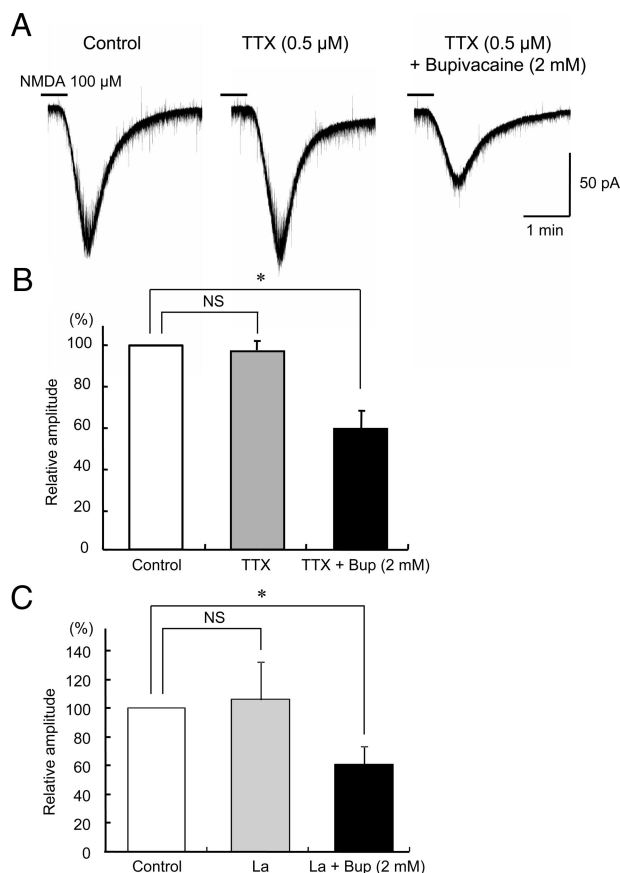 A
Control
TTX (0.5 µM)
TTX (0.5 µM)
+ Bupivacaine (2 mM)
NMDA 100 µM
50 pA
1 min
B
*
NS
(%)
100
80
60
40
20
0
Relative amplitude
Control
TTX
TTX + Bup (2 mM)
C
*
NS
(%)
140
120
100
80
60
40
20
0
Relative amplitude
Control
La
La + Bup (2 mM)